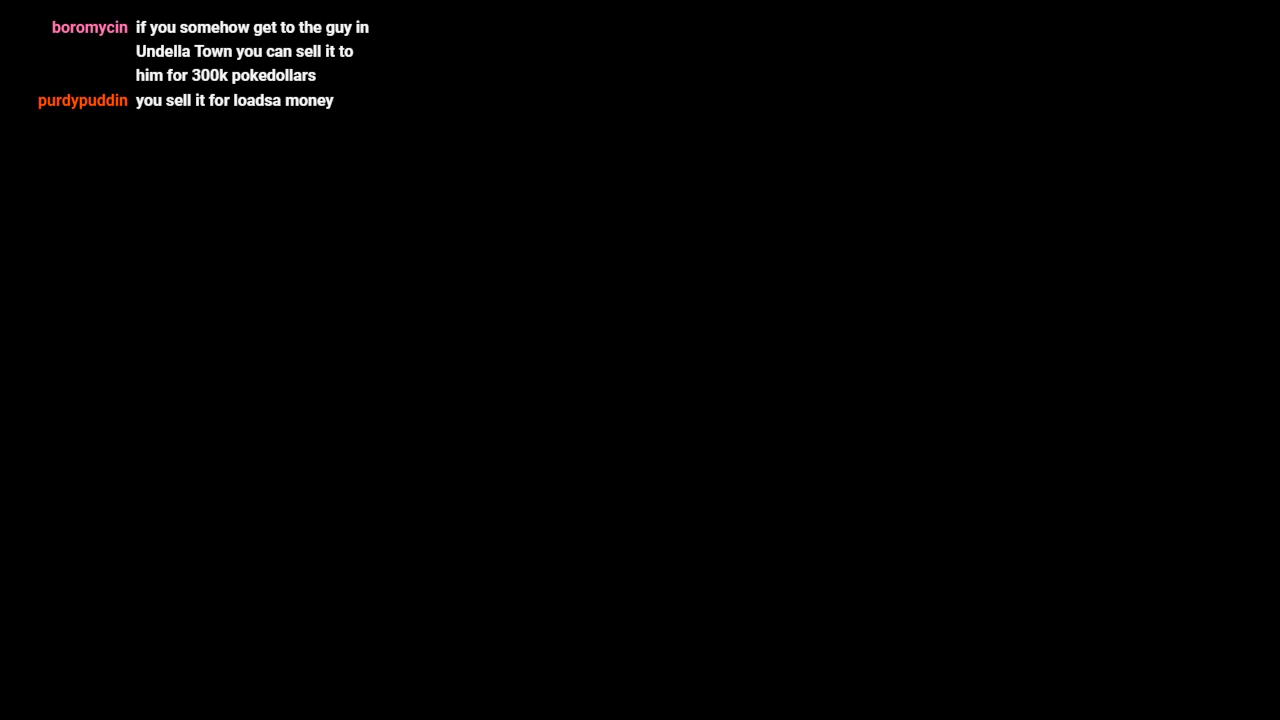 boromycin if you somehow get to the guy in
Undella Town you can sell it to
him for 300k pokedollars
purdypuddin you sell it for loadsa money